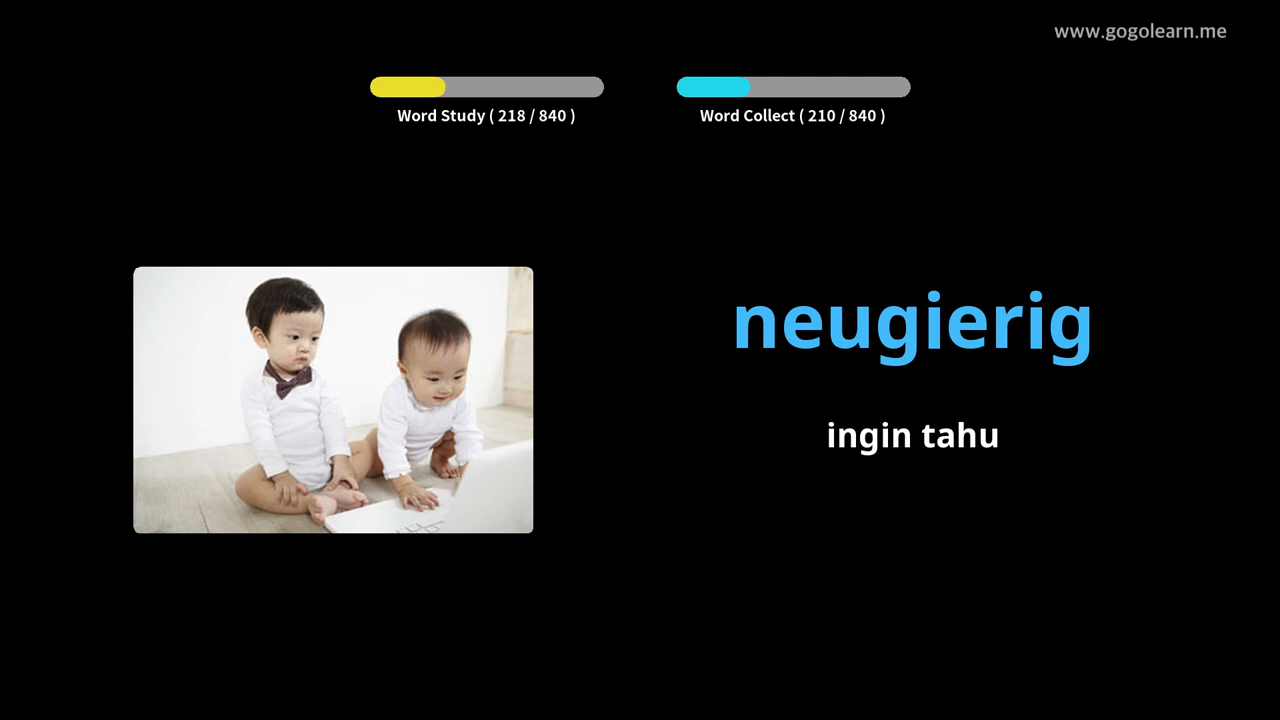 www.gogolearn.me
Word Study ( 218 / 840 )
Word Collect ( 210 / 840 )
neugierig
ingin tahu